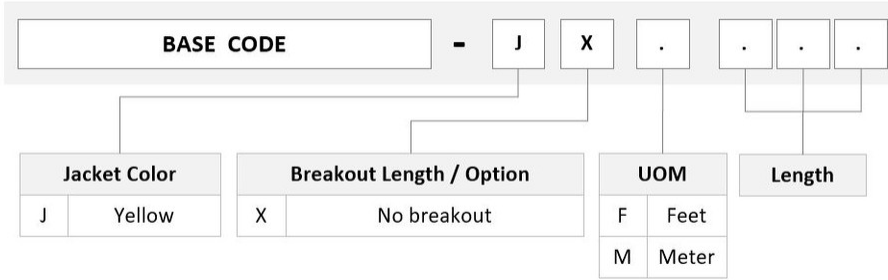 BASE CODE - J X . . . .
Jacket Color
J Yellow
Breakout Length / Option
X No breakout
UOM
F Feet
M Meter
Length